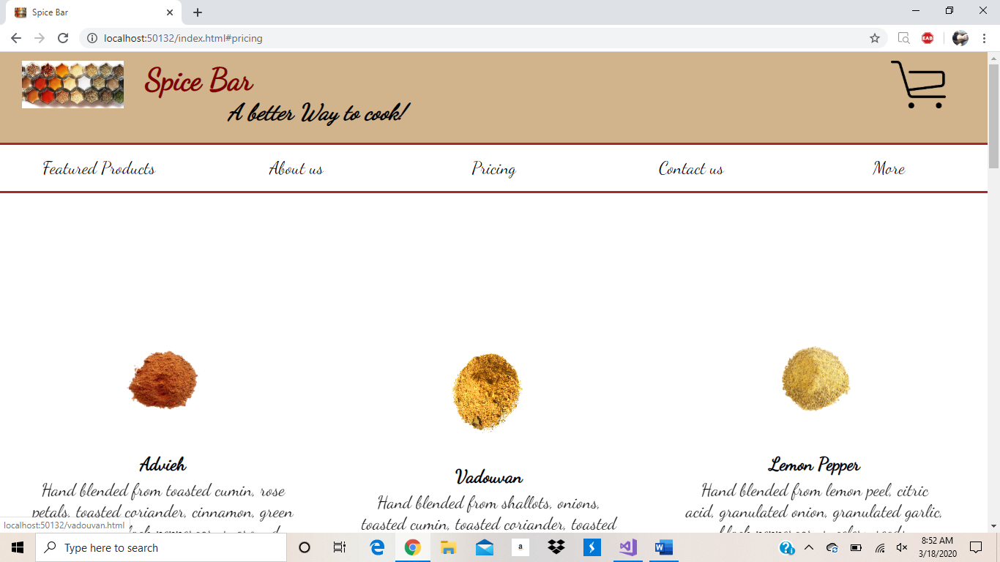 Spice Bar
localhost:50132/index.html#pricing
EAB
Spice Bar
A better Way to cook!
Featured Products About us Pricing Contact us More
Advieh
Hand blended from toasted cumin, rose
petals, toasted coriander, cinnamon, green
Vadouvan
Hand blended from shallots, onions,
toasted cumin, toasted coriander, toasted
Lemon Pepper
Hand blended from lemon peel, citric
acid, granulated onion, granulated garlic,
localhost:50132/vadouvan.html
Type here to search
a
8:52 AM
3/18/2020